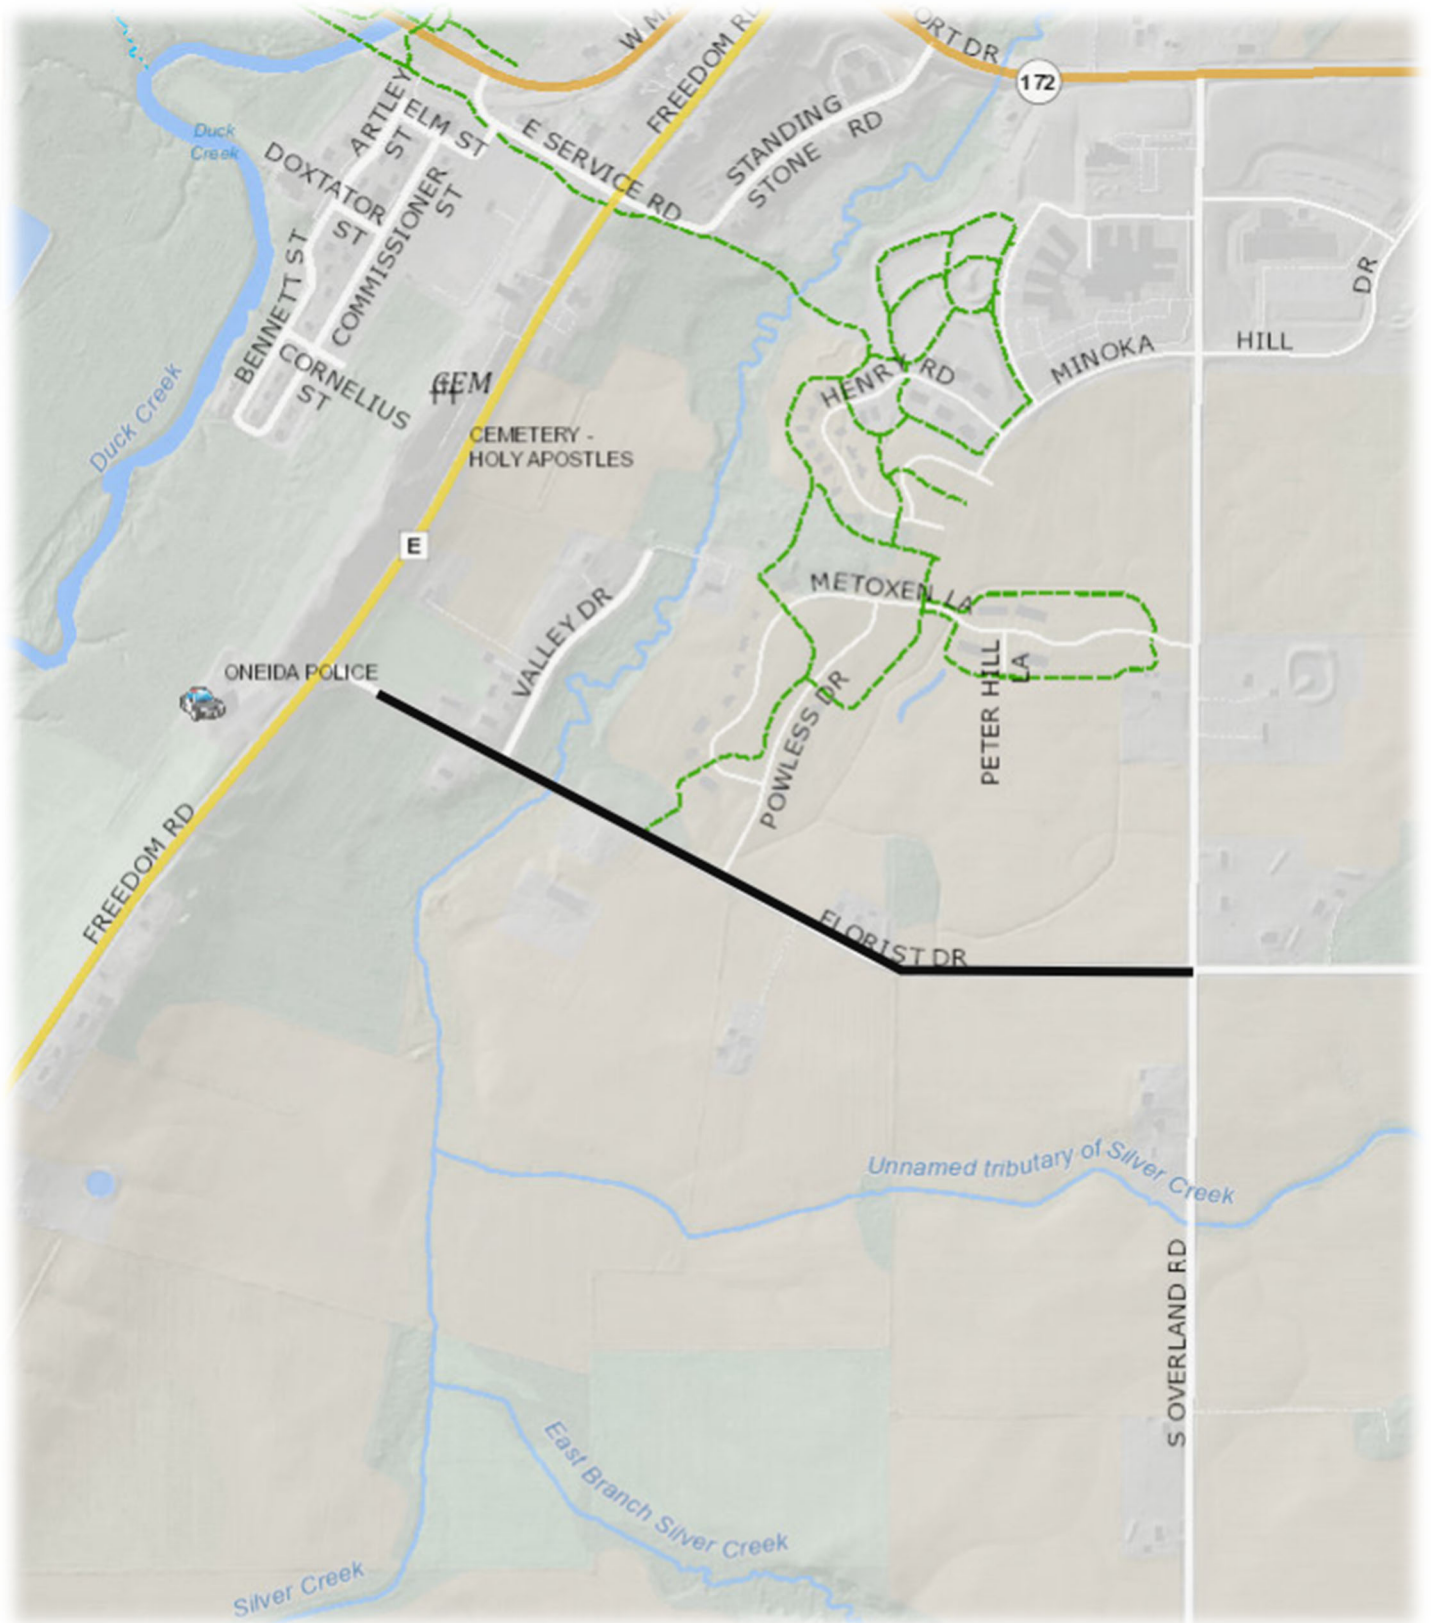 W MA
FREEDOM RD
ORT DR
172
Duck
Creek
ARTLEY
ST
ELM ST
E SERVICE RD
STANDING
STONE RD
DOXTATOR
ST
COMMISSIONER
ST
BENNETT ST
CORNELIUS
ST
DR
HILL
MINOKA
HENRY RD
CEM
Duck Creek
CEMETERY -
HOLY APOSTLES
E
METOXEN LA
VALLEY DR
ONEIDA POLICE
PETER HILL
LA
POWLESS DR
FREEDOM RD
FLORIST DR
Unnamed tributary of Silver Creek
S OVERLAND RD
East Branch Silver Creek
Silver Creek